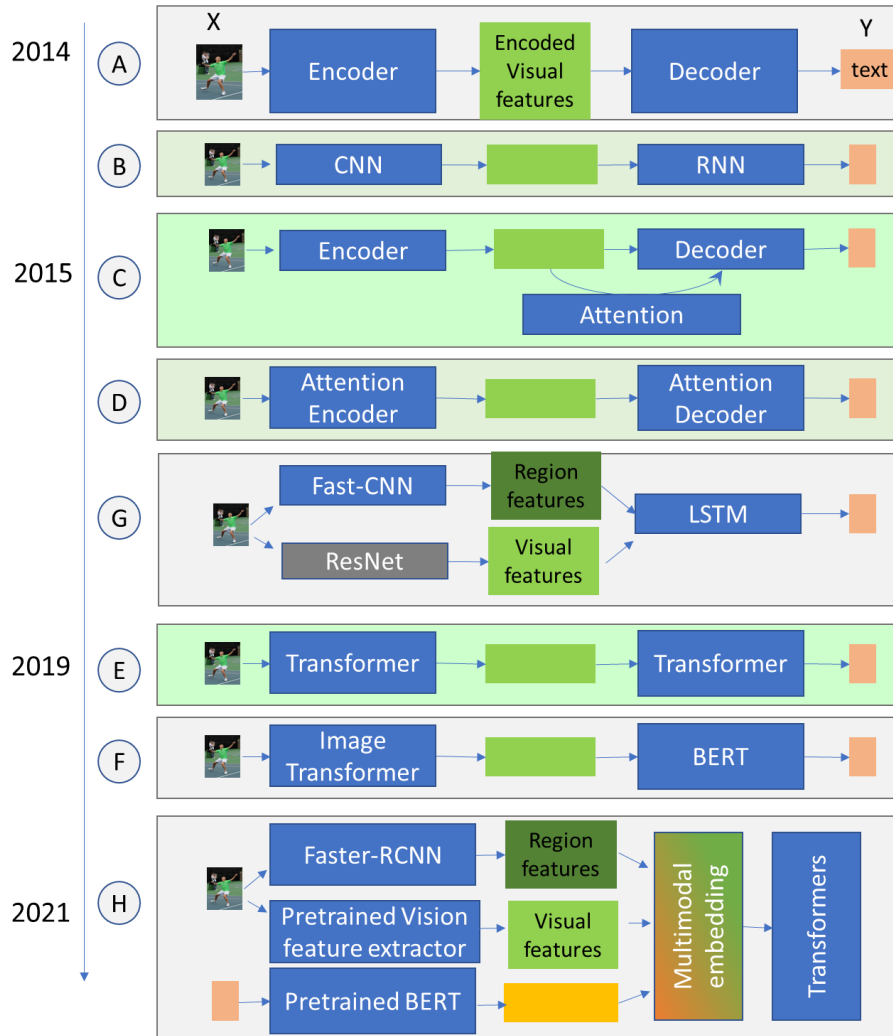 X
Y
2014
A
Encoder
Encoded
Visual
features
Decoder
text
B
CNN
RNN
2015
C
Encoder
Decoder
Attention
D
Attention
Encoder
Attention
Decoder
G
Fast-CNN
Region
features
LSTM
ResNet
Visual
features
2019
E
Transformer
Transformer
F
Image
Transformer
BERT
2021
H
Faster-RCNN
Region
features
Pretrained Vision
feature extractor
Visual
features
Pretrained BERT
Multimodal
embedding
Transformers